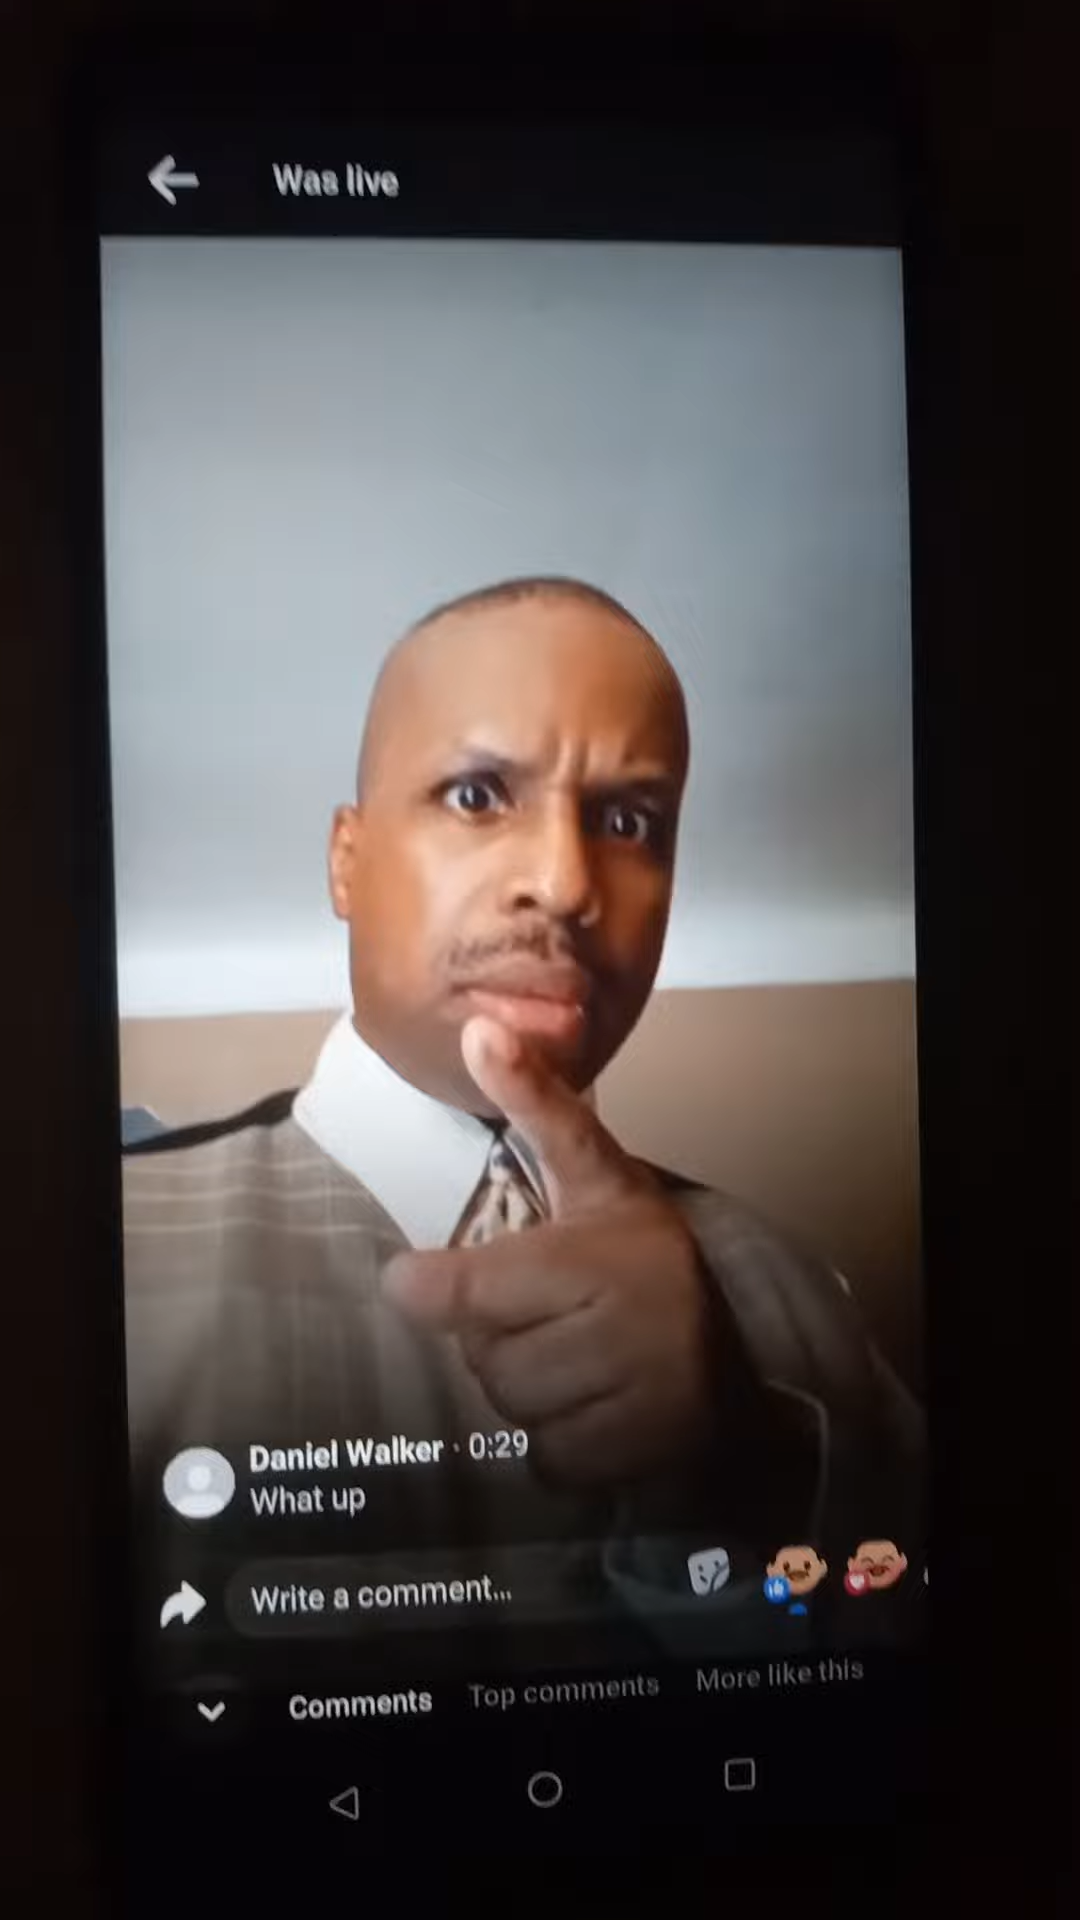 Was live
Daniel Walker · 0:29
What up
Write a comment...
Comments Top comments More like this